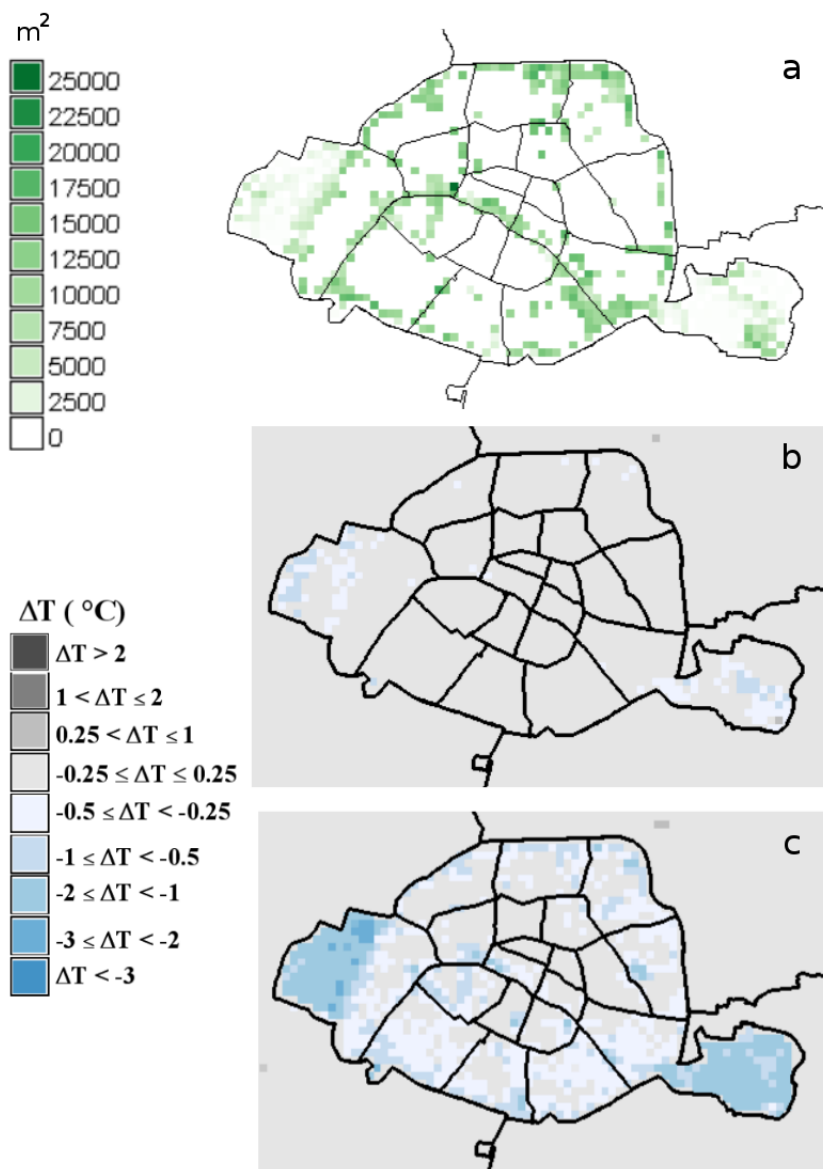 m²
a
25000
22500
20000
17500
15000
12500
10000
7500
5000
2500
0
b
ΔT ( °C)
ΔT > 2
1 < ΔT ≤ 2
0.25 < ΔT ≤ 1
-0.25 ≤ ΔT ≤ 0.25
-0.5 ≤ ΔT < -0.25
-1 ≤ ΔT < -0.5
-2 ≤ ΔT < -1
-3 ≤ ΔT < -2
ΔT < -3
c